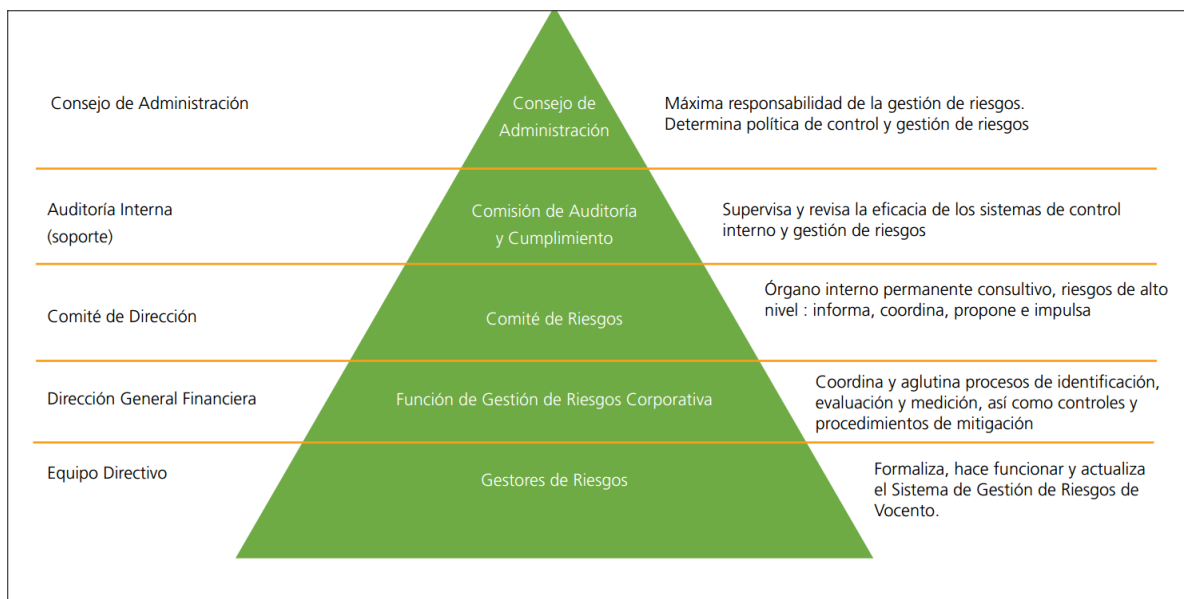 Consejo de Administración
Consejo de
Administración
Máxima responsabilidad de la gestión de riesgos.
Determina política de control y gestión de riesgos
Auditoría Interna
(soporte)
Comisión de Auditoría
y Cumplimiento
Supervisa y revisa la eficacia de los sistemas de control
interno y gestión de riesgos
Comité de Dirección
Comité de Riesgos
Órgano interno permanente consultivo, riesgos de alto
nivel : informa, coordina, propone e impulsa
Dirección General Financiera
Función de Gestión de Riesgos Corporativa
Coordina y aglutina procesos de identificación,
evaluación y medición, así como controles y
procedimientos de mitigación
Equipo Directivo
Gestores de Riesgos
Formaliza, hace funcionar y actualiza
el Sistema de Gestión de Riesgos de
Vocento.